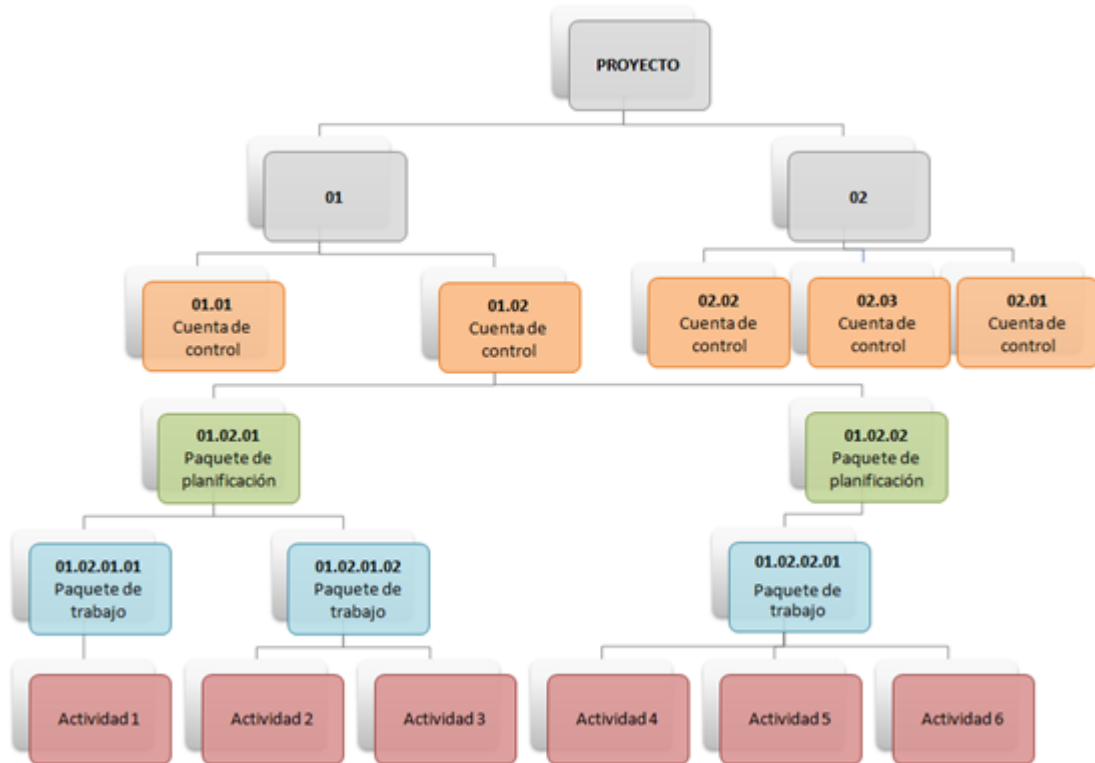 PROYECTO
01
02
01.01
Cuenta de
control
01.02
Cuenta de
control
02.02
Cuenta de
control
02.03
Cuenta de
control
02.01
Cuenta de
control
01.02.01
Paquete de
planificación
01.02.02
Paquete de
planificación
01.02.01.01
Paquete de
trabajo
01.02.01.02
Paquete de
trabajo
01.02.02.01
Paquete de
trabajo
Actividad 1
Actividad 2
Actividad 3
Actividad 4
Actividad 5
Actividad 6